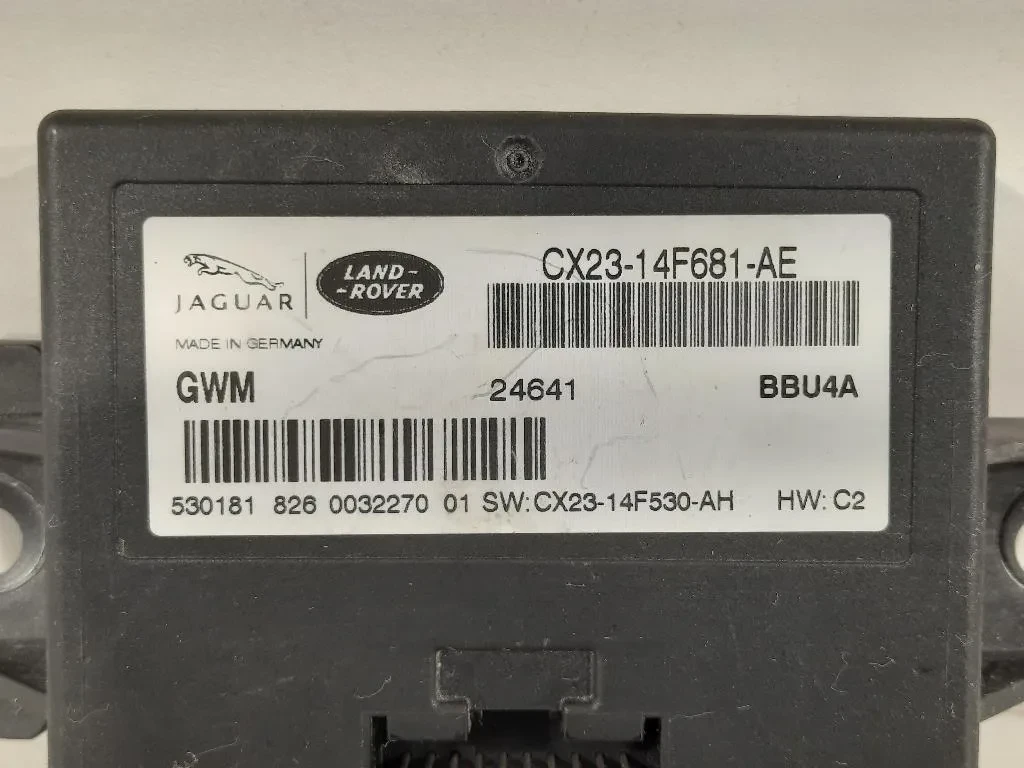 CX23-14F681-AE
JAGUAR
LAND-
-ROVER
MADE IN GERMANY
GWM 24641 BBU4A
530181 826 0032270 01 SW:CX23-14F530-AH HW: C2